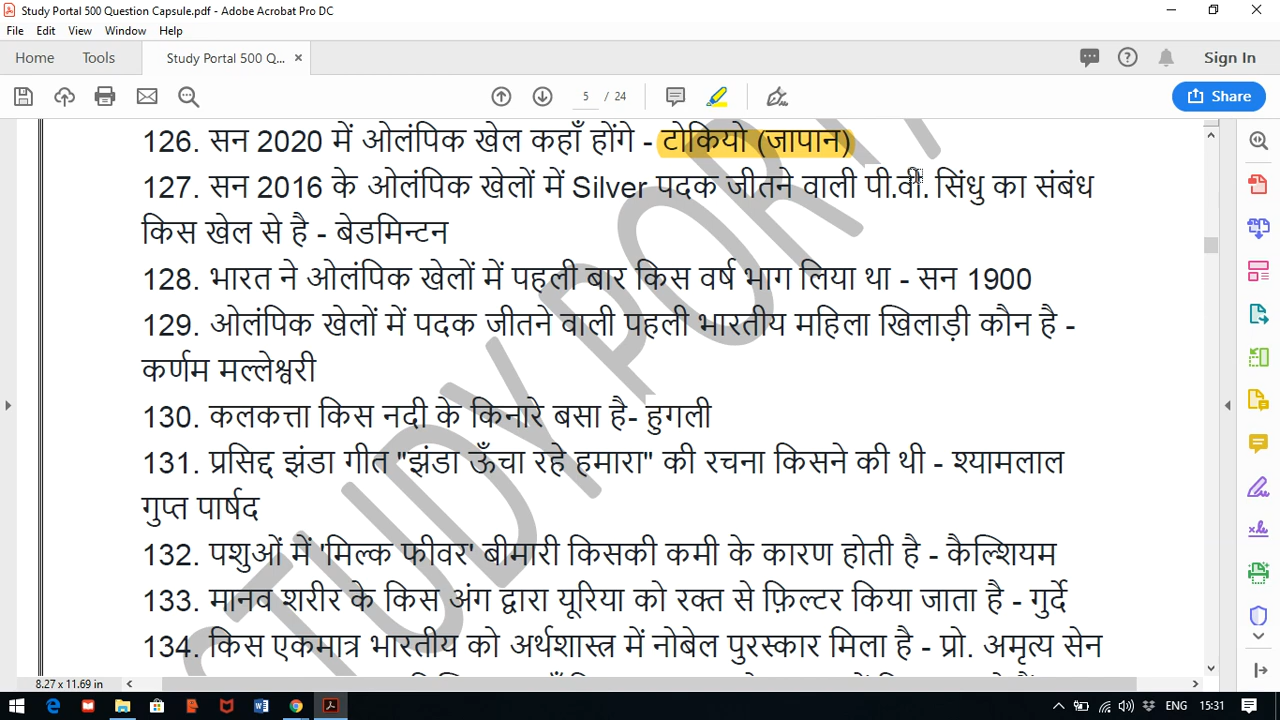 Study Portal 500 Question Capsule.pdf - Adobe Acrobat Pro DC
File Edit View Window Help
Home Tools Study Portal 500 Q... × Sign In
5 / 24 Share
126. सन 2020 में ओलंपिक खेल कहाँ होंगे - टोकियो (जापान)
127. सन 2016 के ओलंपिक खेलों में Silver पदक जीतने वाली पी.वी. सिंधु का संबंध
किस खेल से है - बेडमिन्टन
128. भारत ने ओलंपिक खेलों में पहली बार किस वर्ष भाग लिया था - सन 1900
129. ओलंपिक खेलों में पदक जीतने वाली पहली भारतीय महिला खिलाड़ी कौन है -
कर्णम मल्लेश्वरी
130. कलकत्ता किस नदी के किनारे बसा है- हुगली
131. प्रसिद्द झंडा गीत "झंडा ऊँचा रहे हमारा" की रचना किसने की थी - श्यामलाल
गुप्त पार्षद
132. पशुओं में 'मिल्क फीवर' बीमारी किसकी कमी के कारण होती है - कैल्शियम
133. मानव शरीर के किस अंग द्वारा यूरिया को रक्त से फ़िल्टर किया जाता है - गुर्दे
134. किस एकमात्र भारतीय को अर्थशास्त्र में नोबेल पुरस्कार मिला है - प्रो. अमृत्य सेन
STUDY PORT
8.27 x 11.69 in
ENG 15:31